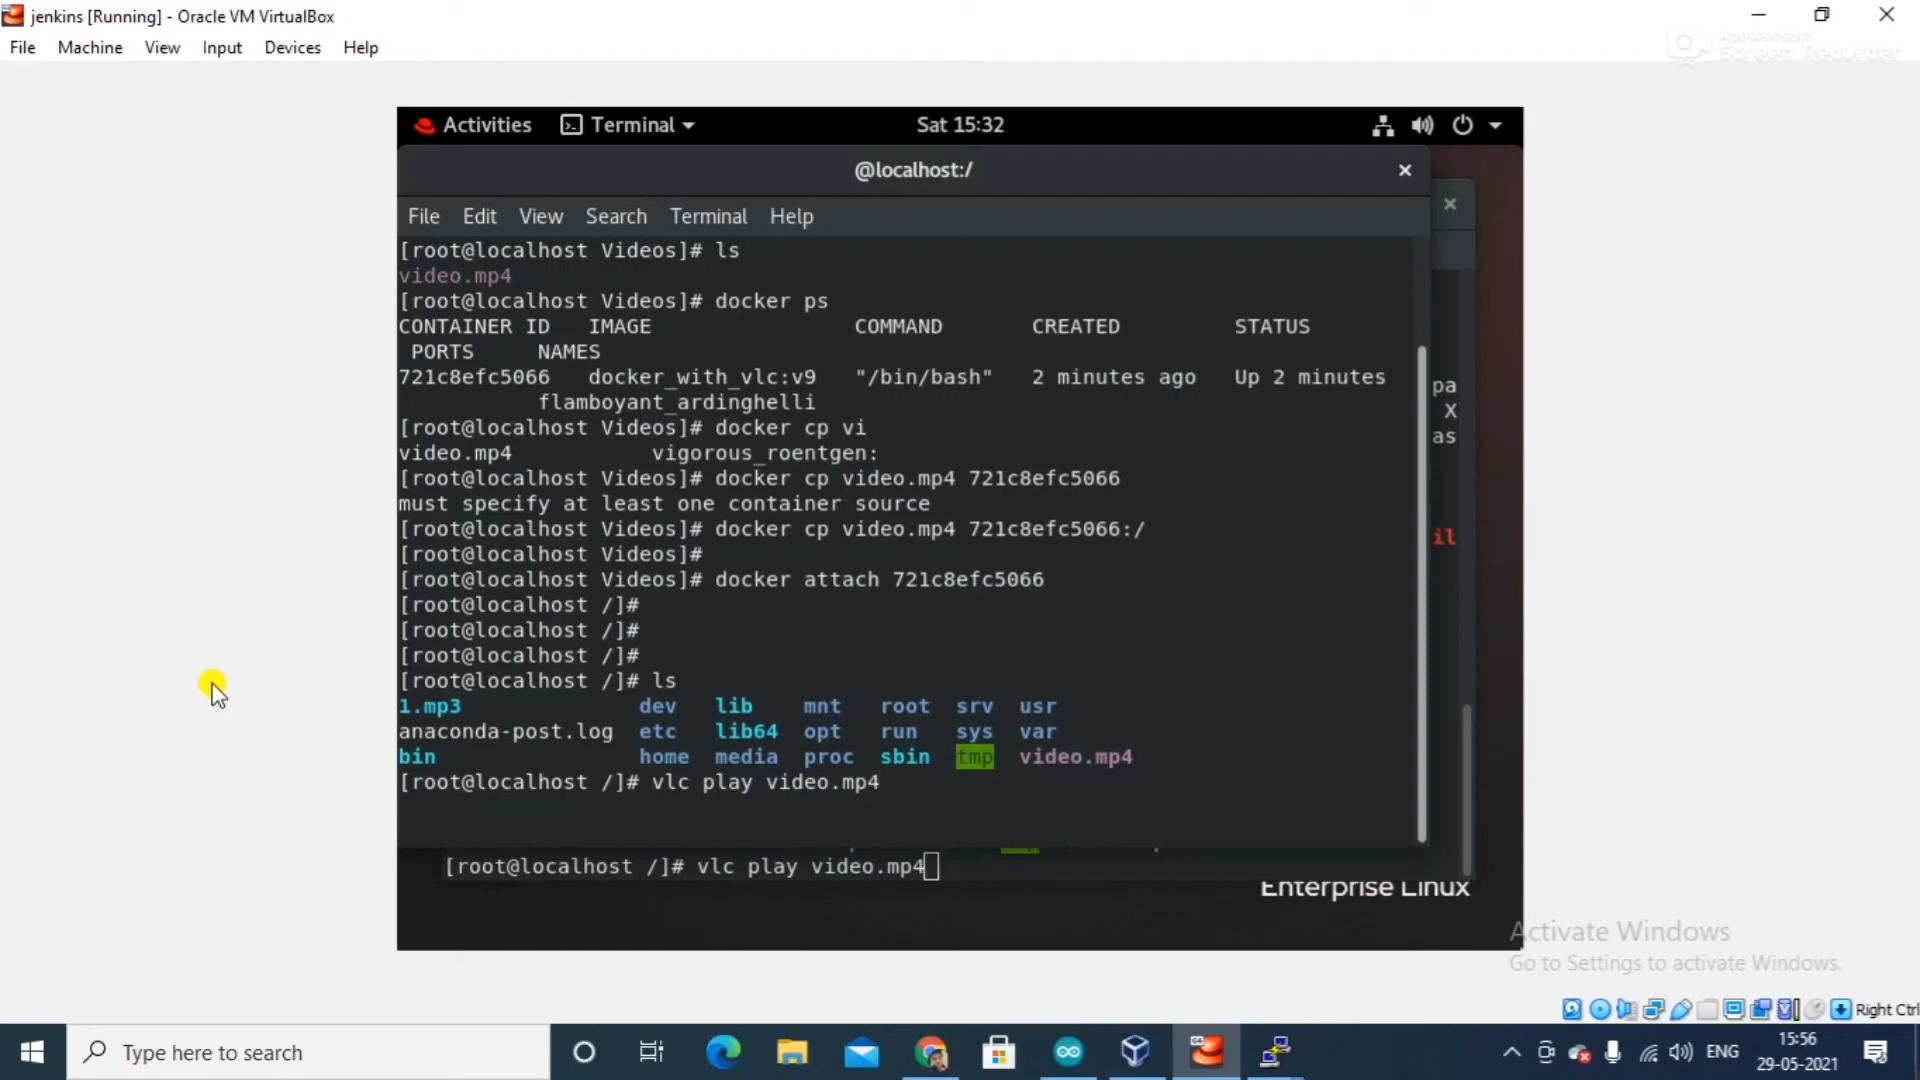 jenkins [Running] - Oracle VM VirtualBox
File Machine View Input Devices Help
Screen Recorder
Activities Terminal Sat 15:32
@localhost:/
File Edit View Search Terminal Help
[root@localhost Videos]# ls
video.mp4
[root@localhost Videos]# docker ps
CONTAINER ID IMAGE COMMAND CREATED STATUS
PORTS NAMES
721c8efc5066 docker_with_vlc:v9 "/bin/bash" 2 minutes ago Up 2 minutes
flamboyant_ardinghelli
[root@localhost Videos]# docker cp vi
video.mp4 vigorous_roentgen:
[root@localhost Videos]# docker cp video.mp4 721c8efc5066
must specify at least one container source
[root@localhost Videos]# docker cp video.mp4 721c8efc5066:/
[root@localhost Videos]#
[root@localhost Videos]# docker attach 721c8efc5066
[root@localhost /]#
[root@localhost /]#
[root@localhost /]#
[root@localhost /]# ls
1.mp3 dev lib mnt root srv usr
anaconda-post.log etc lib64 opt run sys var
bin home media proc sbin tmp video.mp4
[root@localhost /]# vlc play video.mp4
pa
X
as
il
[root@localhost /]# vlc play video.mp4
Enterprise Linux
Activate Windows
Go to Settings to activate Windows.
Right Ctrl
Type here to search
ENG
15:56
29-05-2021